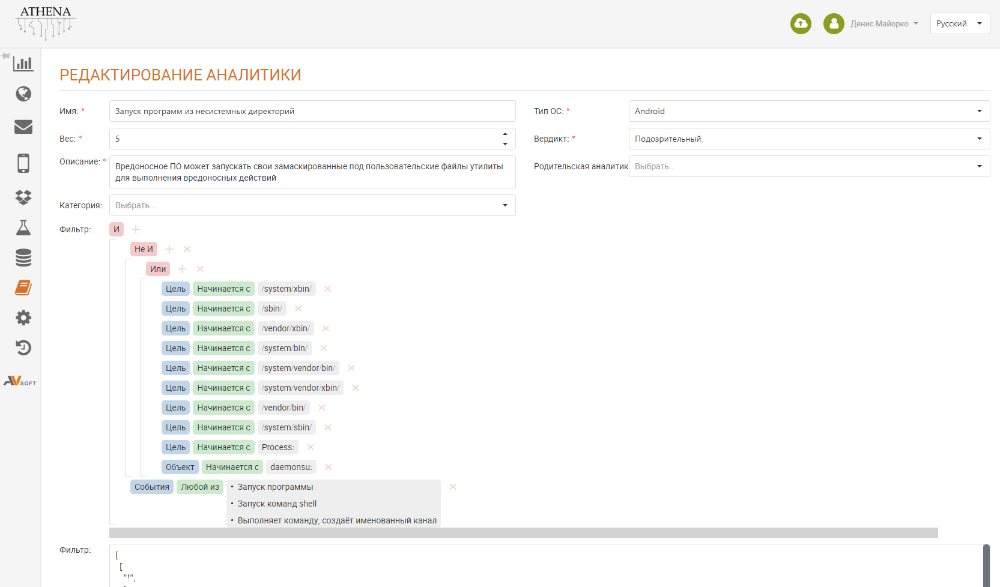 ATHENA
Денис Майорко
Русский
РЕДАКТИРОВАНИЕ АНАЛИТИКИ
Имя: * Запуск программ из несистемных директорий
Тип ОС: * Android
Вес: * 5
Вердикт: * Подозрительный
Описание: * Вредоносное ПО может запускать свои замаскированные под пользовательские файлы утилиты
для выполнения вредоносных действий
Родительская аналитик Выбрать...
Категория: Выбрать...
Фильтр: И +
Не И + ×
Или + ×
Цель Начинается с /system/xbin/ ×
Цель Начинается с /sbin/ ×
Цель Начинается с /vendor/xbin/ ×
Цель Начинается с /system/bin/ ×
Цель Начинается с /system/vendor/bin/ ×
Цель Начинается с /system/vendor/xbin/ ×
Цель Начинается с /vendor/bin/ ×
Цель Начинается с /system/sbin/ ×
Цель Начинается с Process: ×
Объект Начинается с daemonsu: ×
События Любой из • Запуск программы ×
• Запуск команд shell
• Выполняет команду, создаёт именованный канал
AVSOFT
Фильтр: [
[
"!",